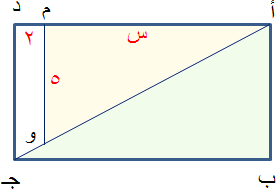 أ م د
س ٢
٥
و
ب جـ